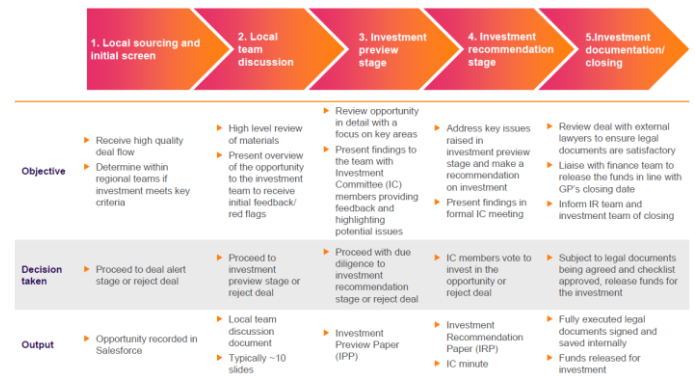 1. Local sourcing and
initial screen
2. Local
team
discussion
3. Investment
preview
stage
4. Investment
recommendation
stage
5.Investment
documentation/
closing
Objective
Receive high quality
deal flow
Determine within
regional teams if
investment meets key
criteria
High level review
of materials
Present overview
of the opportunity
to the investment
team to receive
initial feedback/
red flags
Review opportunity
in detail with a
focus on key areas
Present findings to
the team with
Investment
Committee (IC)
members providing
feedback and
highlighting
potential issues
Address key issues
raised in
investment preview
stage and make a
recommendation
on investment
Present findings in
formal IC meeting
Review deal with external
lawyers to ensure legal
documents are satisfactory
Liaise with finance team to
release the funds in line with
GP's closing date
Inform IR team and
investment team of closing
Decision
taken
Proceed to deal alert
stage or reject deal
Proceed to
investment
preview stage or
reject deal
Proceed with due
diligence to
investment
recommendation
stage or reject deal
IC members vote to
invest in the
opportunity or
reject deal
Subject to legal documents
being agreed and checklist
approved, release funds for
the investment
Output
Opportunity recorded in
Salesforce
Local team
discussion
document
Typically ~10
slides
Investment
Preview Paper
(IPP)
Investment
Recommendation
Paper (IRP)
IC minute
Fully executed legal
documents signed and
saved internally
Funds released for
investment